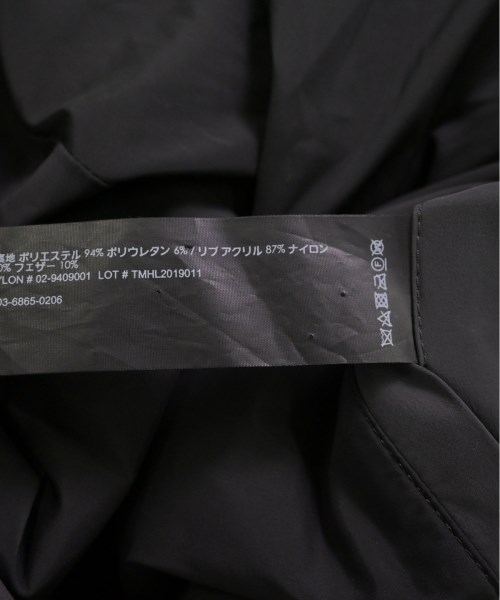 裏地 ポリエステル 94% ポリウレタン 6% / リブ アクリル 87% ナイロン
0% フェザー 10%
YLON # 02-9409001 LOT # TMHL2019011
03-6865-0206